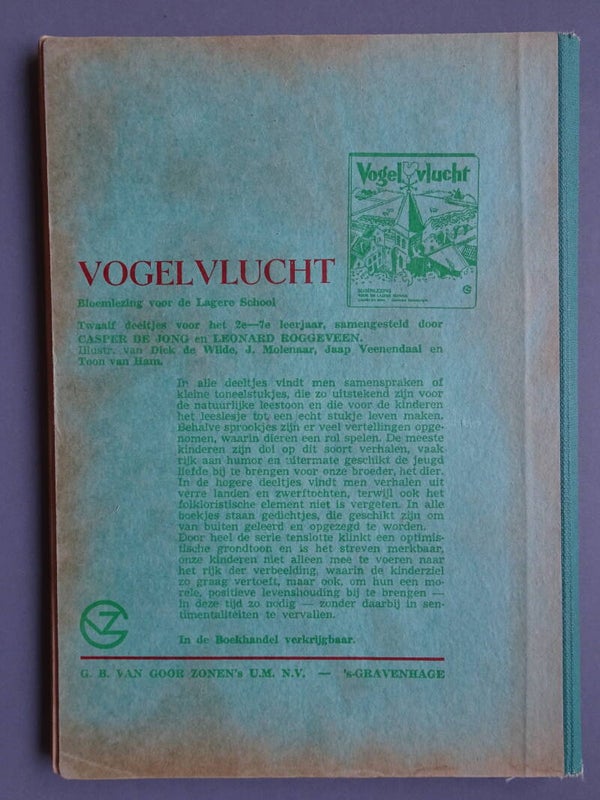 Vogelvlucht
BLOEMLEZING
VOOR DE LAGERE SCHOOL
VOGELVLUCHT
Bloemlezing voor de Lagere School
Twaalf deeltjes voor het 2e—7e leerjaar, samengesteld door
CASPER DE JONG en LEONARD ROGGEVEEN.
Illustr. van Dick de Wilde, J. Molenaar, Jaap Veenendaal en
Toon van Ham.
In alle deeltjes vindt men samenspraken of
kleine toneelstukjes, die zo uitstekend zijn voor
de natuurlijke leestoon en die voor de kinderen
het leeslesje tot een echt stukje leven maken.
Behalve sprookjes zijn er veel vertellingen opge-
nomen, waarin dieren een rol spelen. De meeste
kinderen zijn dol op dit soort verhalen, vaak
rijk aan humor en uitermate geschikt de jeugd
liefde bij te brengen voor onze broeder, het dier.
In de hogere deeltjes vindt men verhalen uit
verre landen en zwerftochten, terwijl ook het
folkloristische element niet is vergeten. In alle
boekjes staan gedichtjes, die geschikt zijn om
van buiten geleerd en opgezegd te worden.
Door heel de serie tenslotte klinkt een optimis-
tische grondtoon en is het streven merkbaar,
onze kinderen niet alleen mee te voeren naar
het rijk der verbeelding, waarin de kinderziel
zo graag vertoeft, maar ook, om hun een mo-
rele, positieve levenshouding bij te brengen —
in deze tijd zo nodig — zonder daarbij in sen-
timentaliteiten te vervallen.
In de Boekhandel verkrijgbaar.
G. B. VAN GOOR ZONEN's U.M. N.V. — 's-GRAVENHAGE